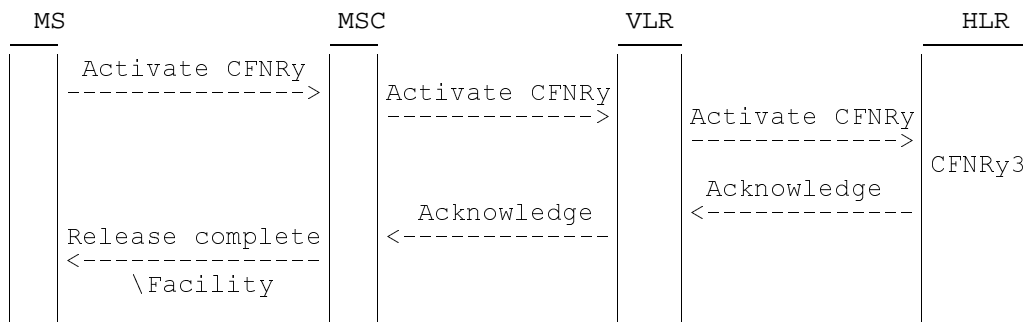 MS MSC VLR HLR
Activate CFNRy
--------------->
Activate CFNRy
------------->
Activate CFNRy
------------->
CFNRy3
Acknowledge
<-------------
Acknowledge
<-------------
Release complete
<---------------
\Facility